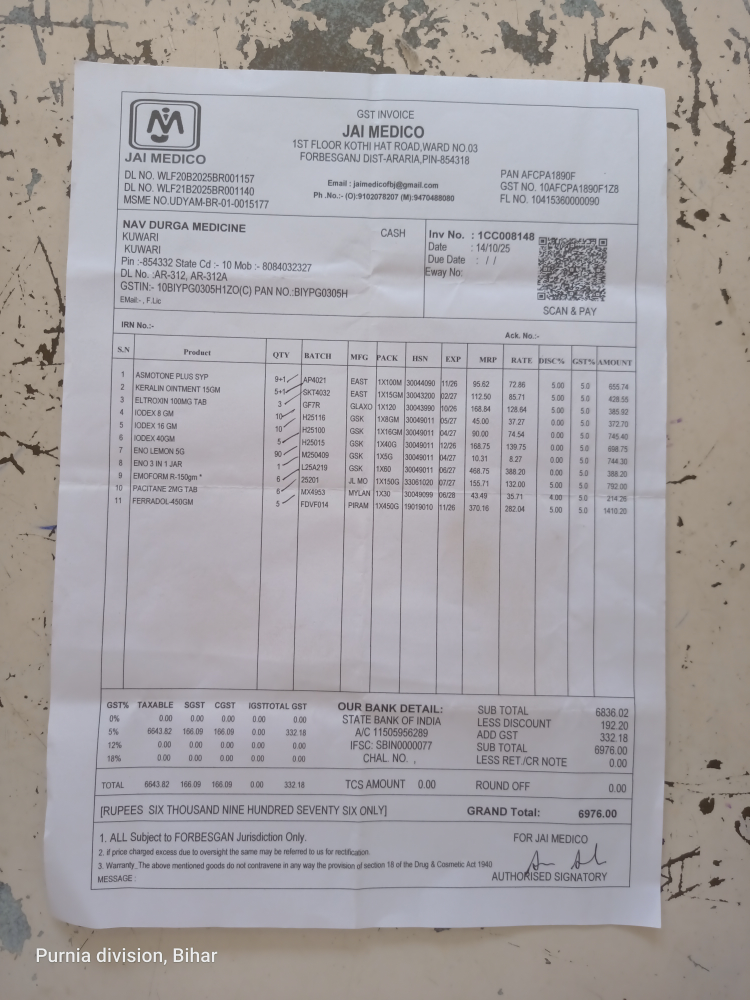 GST INVOICE
JAI MEDICO
1ST FLOOR KOTHI HAT ROAD,WARD NO.03
FORBESGANJ DIST-ARARIA,PIN-854318
JAI MEDICO
DL NO. WLF20B2025BR001157
DL NO. WLF21B2025BR001140
MSME NO.UDYAM-BR-01-0015177
Email : jaimedicofbj@gmail.com
Ph .No.:- (O):9102078207 (M):9470488080
PAN AFCPA1890F
GST NO. 10AFCPA1890F1Z8
FL NO. 10415360000090
NAV DURGA MEDICINE
KUWARI
KUWARI
Pin :-854332 State Cd :- 10 Mob :- 8084032327
DL No. :AR-312, AR-312A
GSTIN:- 10BIYPG0305H1ZO(C) PAN NO.:BIYPG0305H
EMail:- , F.Lic
CASH
Inv No. : 1CC008148
Date : 14/10/25
Due Date : / /
Eway No:
SCAN & PAY
IRN No.:- Ack. No.:-
S.N Product QTY BATCH MFG PACK HSN EXP MRP RATE DISC% GST% AMOUNT
1 ASMOTONE PLUS SYP 9+1 AP4021 EAST 1X100M 30044090 11/26 95.62 72.86 5.00 5.0 655.74
2 KERALIN OINTMENT 15GM 5+1 SKT4032 EAST 1X15GM 30043200 02/27 112.50 85.71 5.00 5.0 428.55
3 ELTROXIN 100MG TAB 3 GF7R GLAXO 1X120 30043990 10/26 168.84 128.64 5.00 5.0 385.92
4 IODEX 8 GM 10 H25116 GSK 1X8GM 30049011 05/27 45.00 37.27 0.00 5.0 372.70
5 IODEX 16 GM 10 H25100 GSK 1X16GM 30049011 04/27 90.00 74.54 0.00 5.0 745.40
6 IODEX 40GM 5 H25015 GSK 1X40G 30049011 12/26 168.75 139.75 0.00 5.0 698.75
7 ENO LEMON 5G 90 M250409 GSK 1X5G 30049011 04/27 10.31 8.27 0.00 5.0 744.30
8 ENO 3 IN 1 JAR 1 L25A219 GSK 1X60 30049011 06/27 468.75 388.20 0.00 5.0 388.20
9 EMOFORM R-150gm * 6 25201 JL MO 1X150G 33061020 07/27 155.71 132.00 5.00 5.0 792.00
10 PACITANE 2MG TAB 6 MX4953 MYLAN 1X30 30049099 06/28 43.49 35.71 4.00 5.0 214.26
11 FERRADOL-450GM 5 FDVF014 PIRAM 1X450G 19019010 11/26 370.16 282.04 5.00 5.0 1410.20
GST% TAXABLE SGST CGST IGST TOTAL GST
0% 0.00 0.00 0.00 0.00 0.00
5% 6643.82 166.09 166.09 0.00 332.18
12% 0.00 0.00 0.00 0.00 0.00
18% 0.00 0.00 0.00 0.00 0.00
TOTAL 6643.82 166.09 166.09 0.00 332.18
OUR BANK DETAIL:
STATE BANK OF INDIA
A/C 11505956289
IFSC: SBIN0000077
CHAL. NO. ,
TCS AMOUNT 0.00
SUB TOTAL 6836.02
LESS DISCOUNT 192.20
ADD GST 332.18
SUB TOTAL 6976.00
LESS RET./CR NOTE 0.00
ROUND OFF 0.00
[RUPEES SIX THOUSAND NINE HUNDRED SEVENTY SIX ONLY]
GRAND Total: 6976.00
1. ALL Subject to FORBESGAN Jurisdiction Only.
2. if price charged excess due to oversight the same may be referred to us for rectification.
3. Warranty_The above mentioned goods do not contravene in any way the provision of section 18 of the Drug & Cosmetic Act 1940
MESSAGE :
FOR JAI MEDICO
AUTHORISED SIGNATORY
Purnia division, Bihar